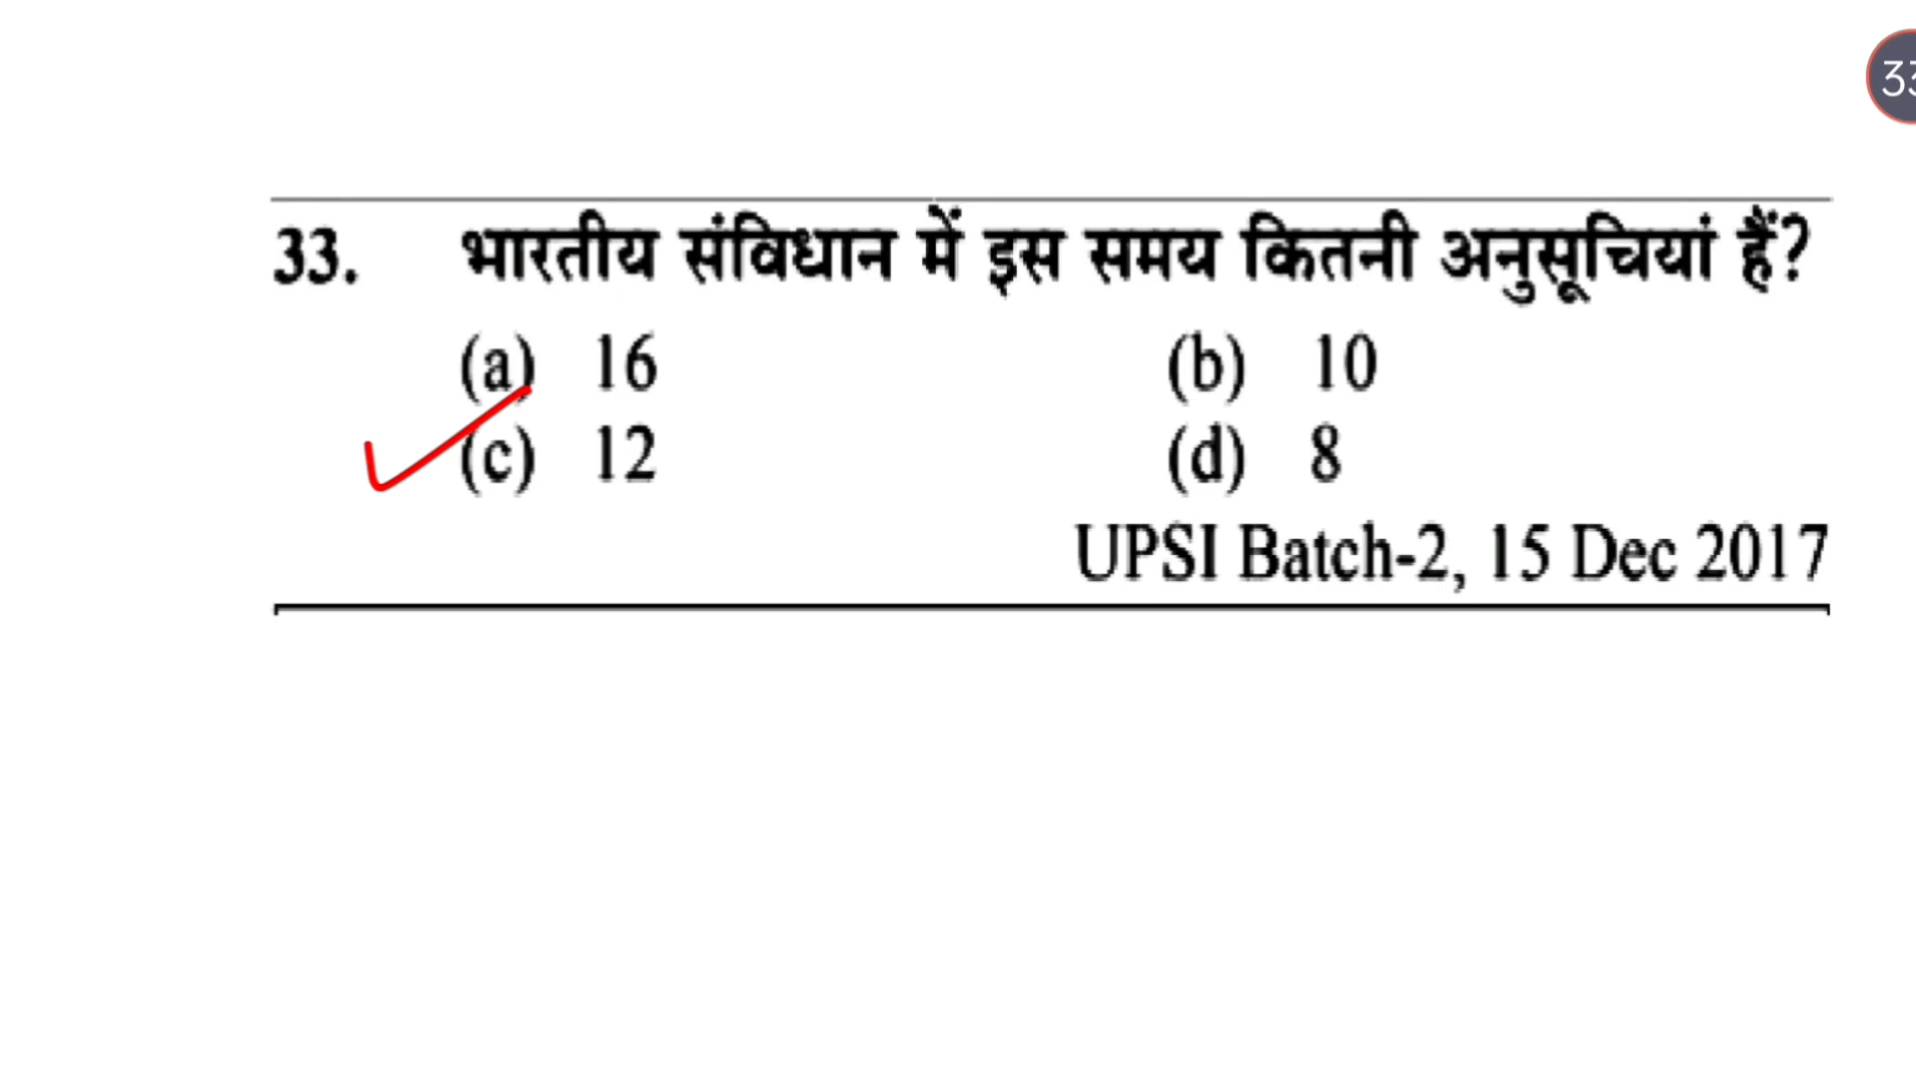 33
33. भारतीय संविधान में इस समय कितनी अनुसूचियां हैं?
(a) 16 (b) 10
(c) 12 (d) 8
UPSI Batch-2, 15 Dec 2017